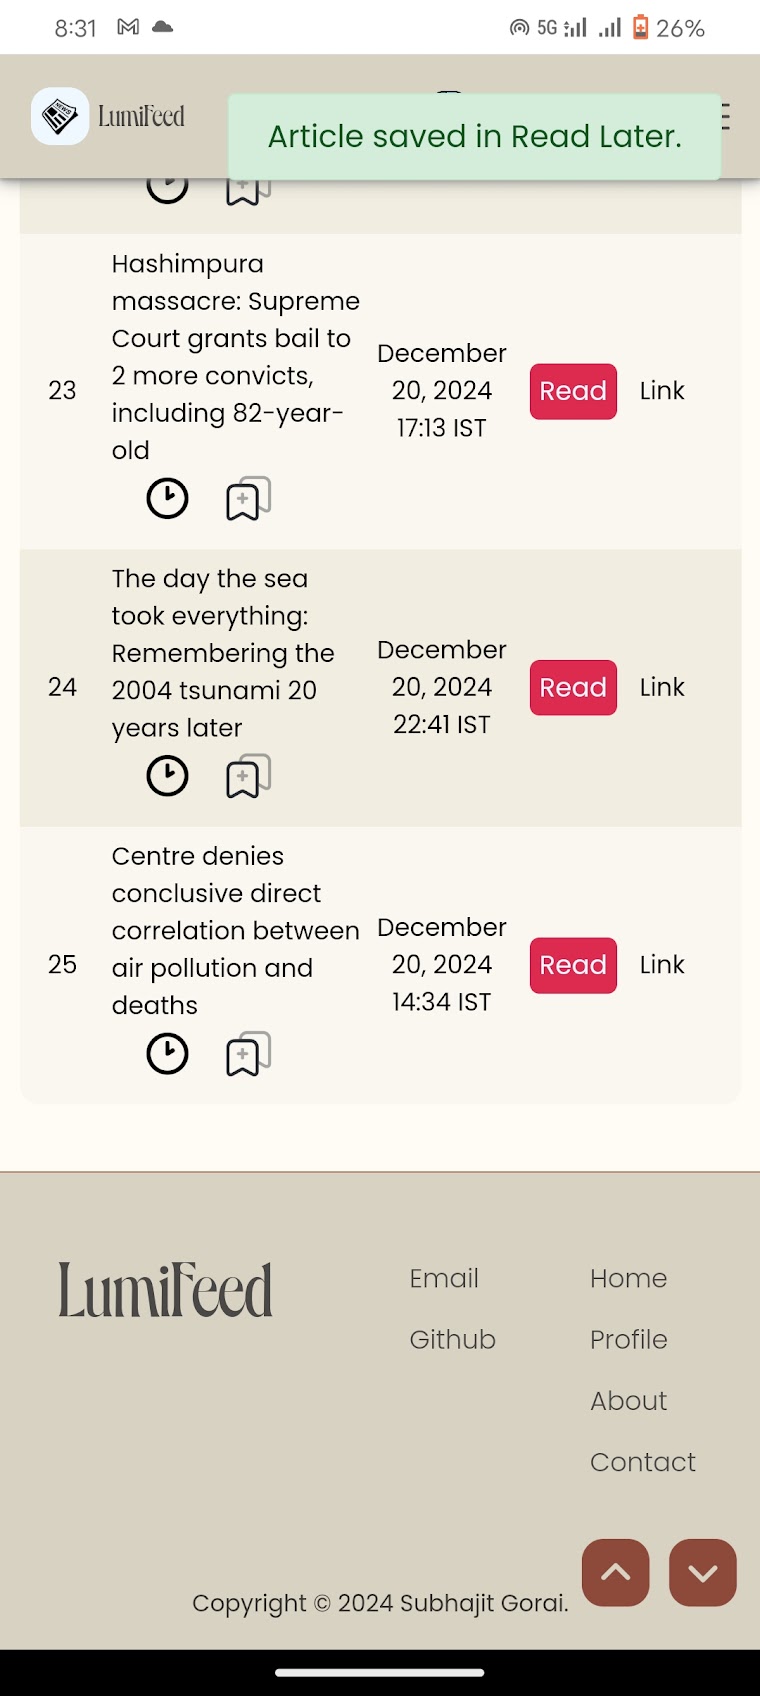 8:31
5G
26%
LumiFeed
Article saved in Read Later.
23
Hashimpura
massacre: Supreme
Court grants bail to
2 more convicts,
including 82-year-
old
December
20, 2024
17:13 IST
Read
Link
24
The day the sea
took everything:
Remembering the
2004 tsunami 20
years later
December
20, 2024
22:41 IST
Read
Link
25
Centre denies
conclusive direct
correlation between
air pollution and
deaths
December
20, 2024
14:34 IST
Read
Link
LumiFeed
Email
Github
Home
Profile
About
Contact
Copyright © 2024 Subhajit Gorai.